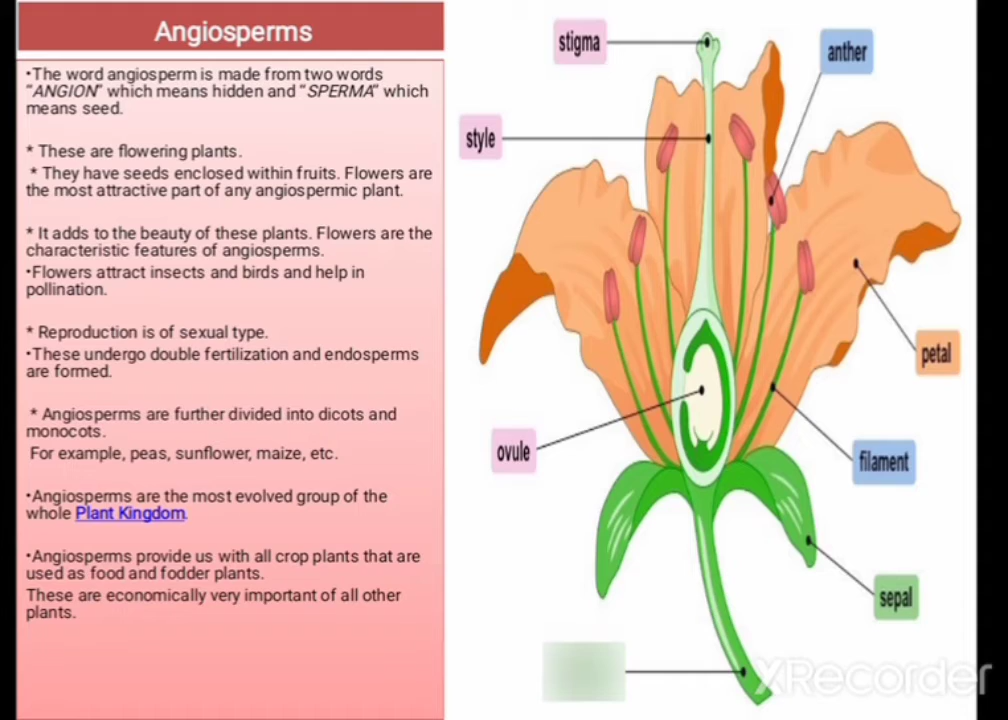 Angiosperms
•The word angiosperm is made from two words
“ANGION” which means hidden and “SPERMA” which
means seed.
* These are flowering plants.
* They have seeds enclosed within fruits. Flowers are
the most attractive part of any angiospermic plant.
* It adds to the beauty of these plants. Flowers are the
characteristic features of angiosperms.
•Flowers attract insects and birds and help in
pollination.
* Reproduction is of sexual type.
•These undergo double fertilization and endosperms
are formed.
* Angiosperms are further divided into dicots and
monocots.
For example, peas, sunflower, maize, etc.
•Angiosperms are the most evolved group of the
whole Plant Kingdom.
•Angiosperms provide us with all crop plants that are
used as food and fodder plants.
These are economically very important of all other
plants.
stigma
anther
style
petal
ovule
filament
sepal
XRecorder